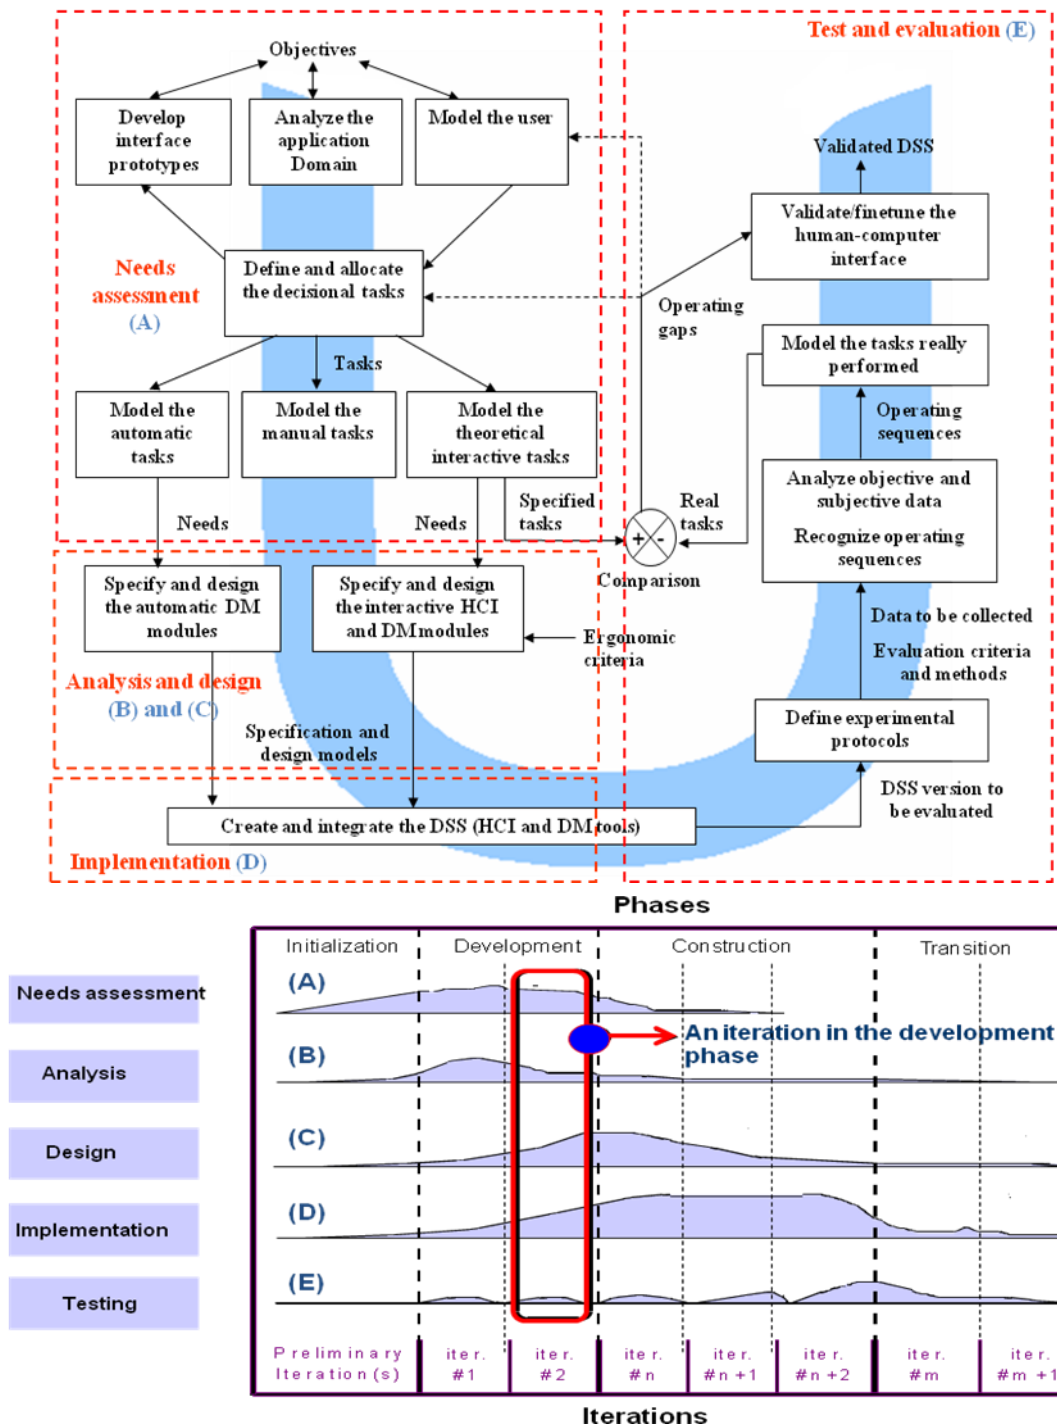 Test and evaluation (E)
Objectives
Develop
interface
prototypes
Analyze the
application
Domain
Model the user
Validated DSS
Validate/finetune the
human-computer
interface
Needs
assessment
(A)
Define and allocate
the decisional tasks
Operating
gaps
Model the tasks really
performed
Tasks
Model the
automatic
tasks
Model the
manual tasks
Model the
theoretical
interactive tasks
Operating
sequences
Analyze objective and
subjective data
Recognize operating
sequences
Needs
Needs
Specified
tasks
Real
tasks
+ -
Comparison
Specify and design
the automatic DM
modules
Specify and design
the interactive HCI
and DM modules
Ergonomic
criteria
Data to be collected
Evaluation criteria
and methods
Analysis and design
(B) and (C)
Specification and
design models
Define experimental
protocols
DSS version to
be evaluated
Create and integrate the DSS (HCI and DM tools)
Implementation (D)
Phases
Initialization
Development
Construction
Transition
Needs assessment
(A)
An iteration in the development
phase
Analysis
(B)
Design
(C)
Implementation
(D)
Testing
(E)
Preliminary
Iteration(s)
iter.
#1
iter.
#2
iter.
#n
iter.
#n+1
iter.
#n+2
iter.
#m
iter.
#m+1
Iterations